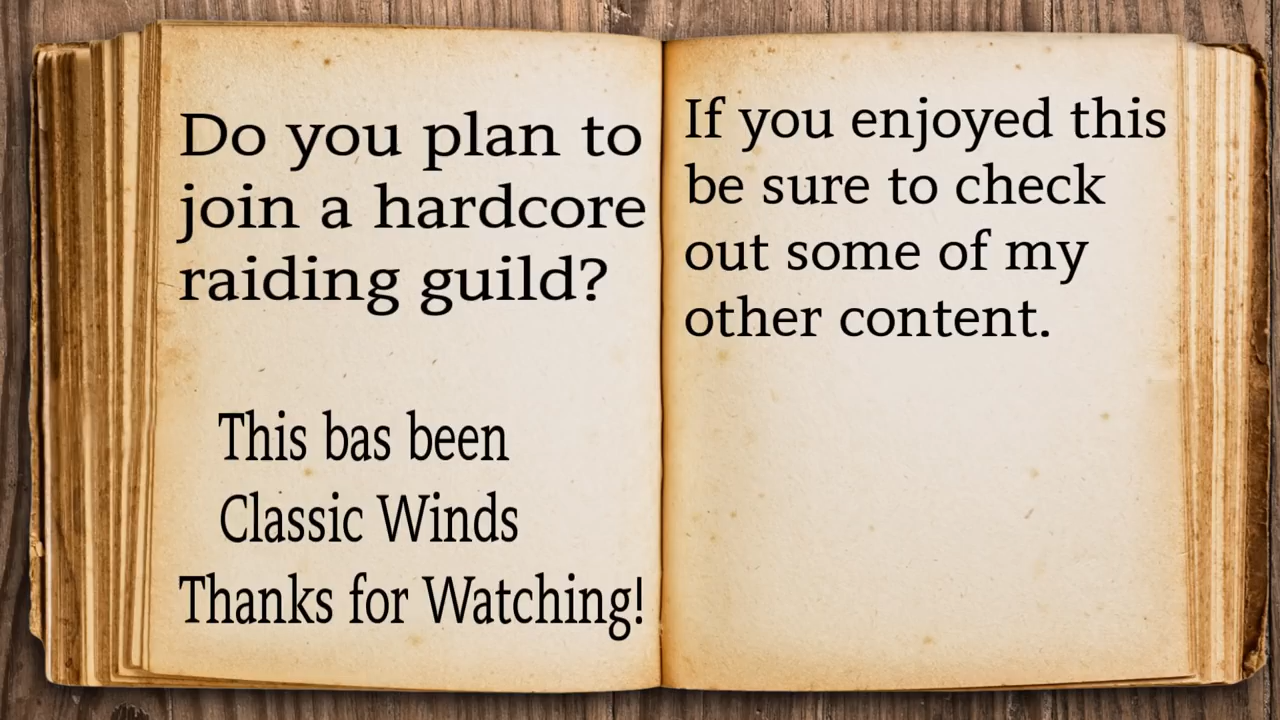 Do you plan to
join a hardcore
raiding guild?
This bas been
Classic Winds
Thanks for Watching!
If you enjoyed this
be sure to check
out some of my
other content.